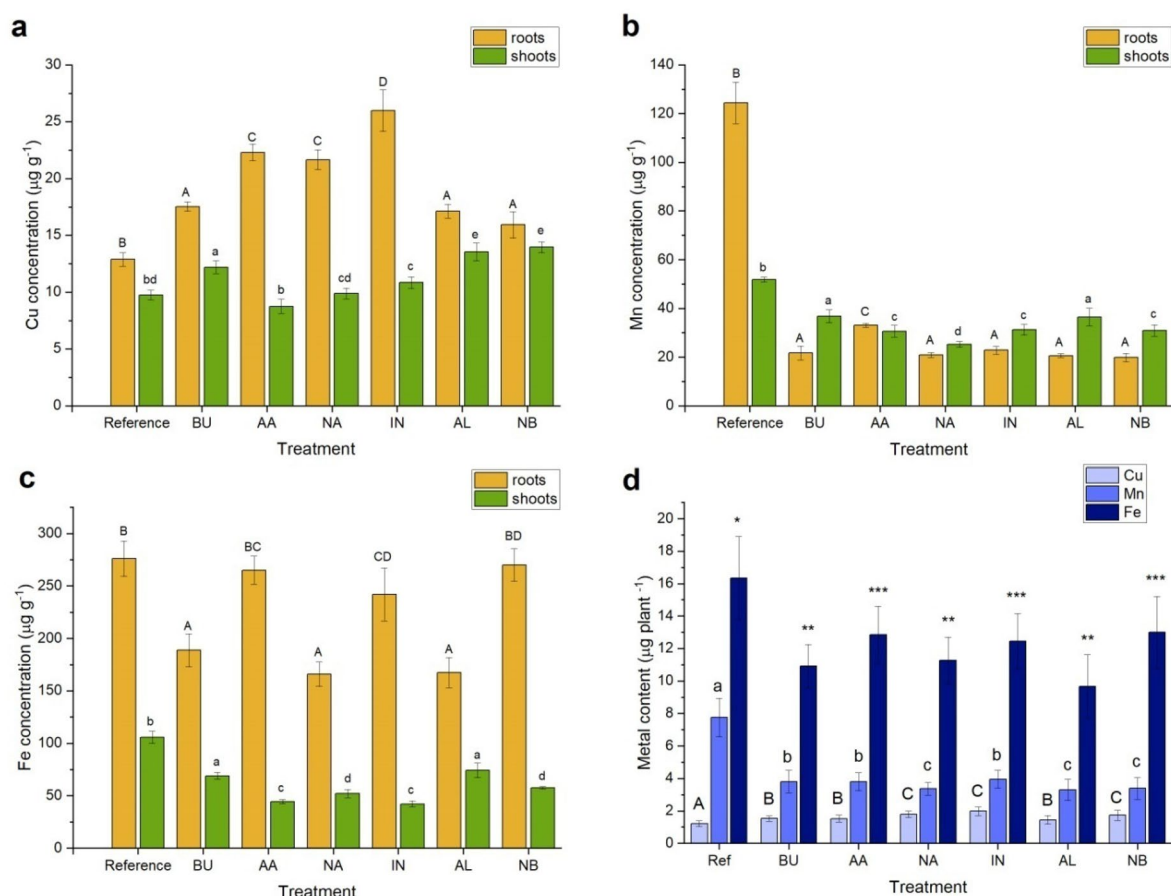 a
roots
shoots
Cu concentration (µg g⁻¹)
30
25
20
15
10
5
0
B
bd
A
a
C
b
C
cd
D
c
A
e
A
e
Reference BU AA NA IN AL NB
Treatment
b
roots
shoots
Mn concentration (µg g⁻¹)
140
120
100
80
60
40
20
0
B
b
A
a
C
c
A
d
A
c
A
a
A
c
Reference BU AA NA IN AL NB
Treatment
c
roots
shoots
Fe concentration (µg g⁻¹)
300
250
200
150
100
50
0
B
b
A
a
BC
c
A
d
CD
c
A
a
BD
d
Reference BU AA NA IN AL NB
Treatment
d
Cu
Mn
Fe
Metal content (µg plant ⁻¹)
20
18
16
14
12
10
8
6
4
2
0
A
a
*
B
b
**
B
b
***
C
c
**
C
b
***
B
c
**
C
c
***
Ref BU AA NA IN AL NB
Treatment